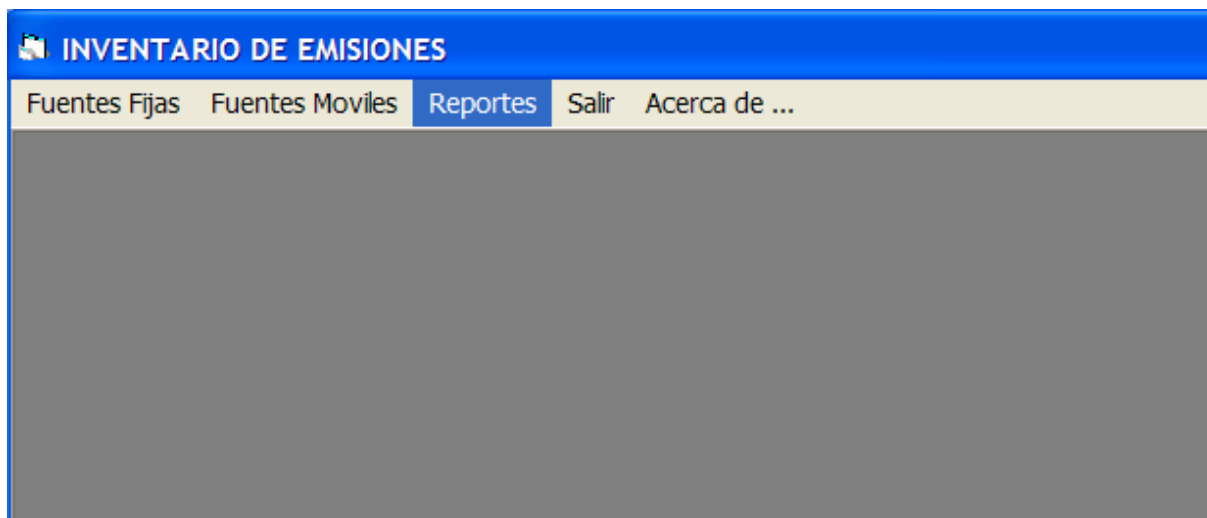 INVENTARIO DE EMISIONES
Fuentes Fijas Fuentes Moviles Reportes Salir Acerca de ...